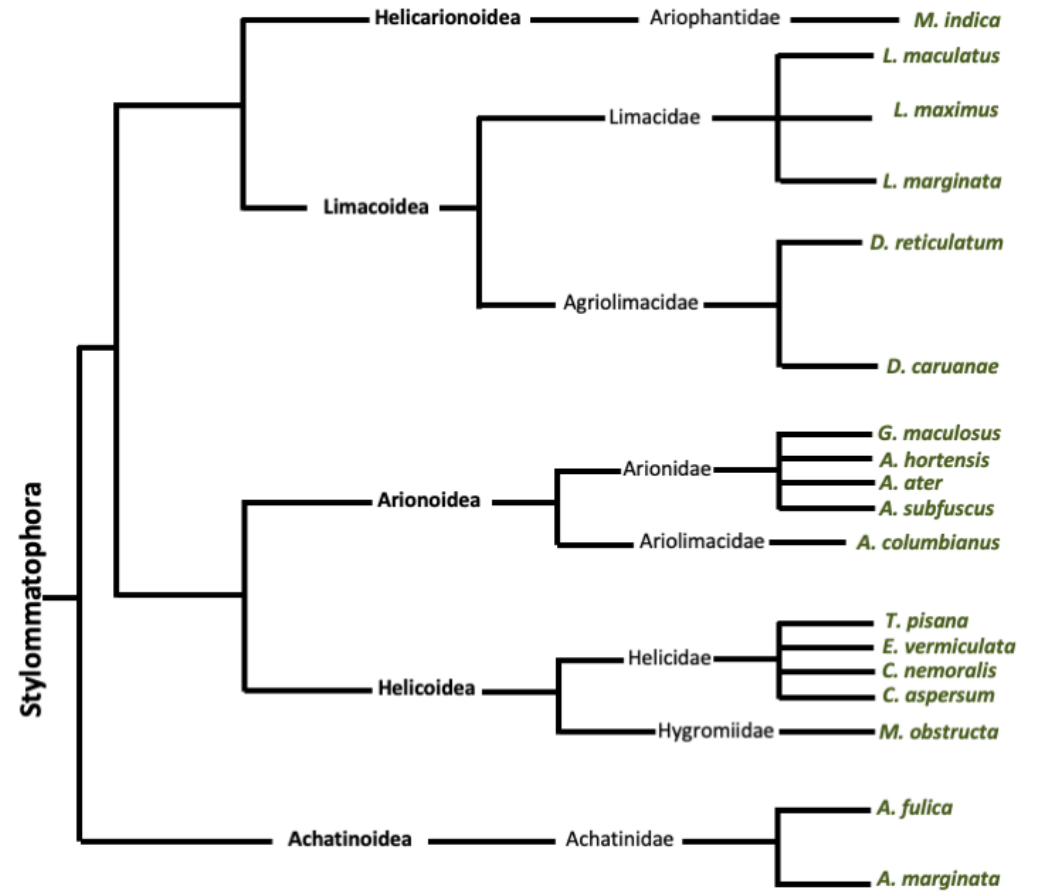 Helicarionoidea Ariophantidae M. indica
L. maculatus
Limacidae L. maximus
L. marginata
Limacoidea
D. reticulatum
Agriolimacidae
D. caruanae
G. maculosus
Arionidae A. hortensis
A. ater
Arionoidea A. subfuscus
Ariolimacidae A. columbianus
Stylommatophora
T. pisana
Helicidae E. vermiculata
C. nemoralis
Helicoidea C. aspersum
Hygromiidae M. obstructa
A. fulica
Achatinoidea Achatinidae
A. marginata